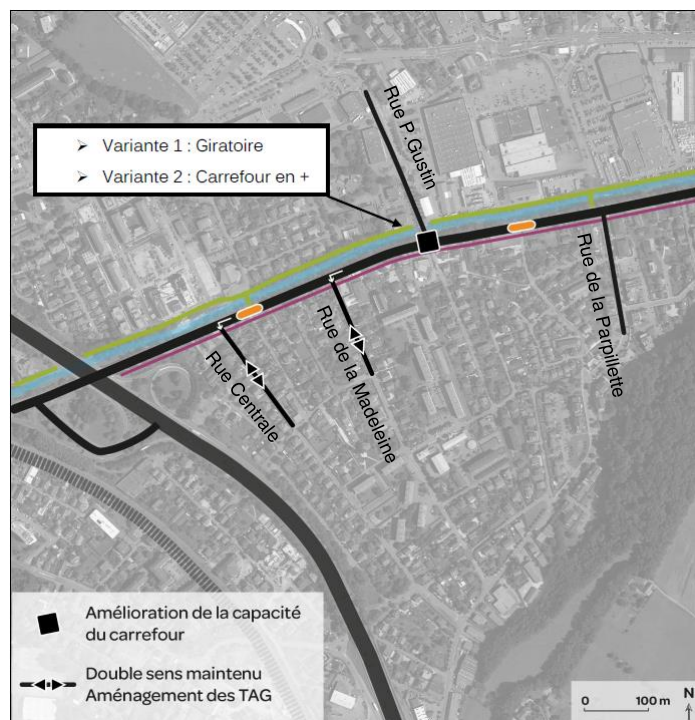 Rue P.Gustin
➢ Variante 1 : Giratoire
➢ Variante 2 : Carrefour en +
Rue de la Parpillette
Rue de la Madeleine
Rue Centrale
Amélioration de la capacité
du carrefour
Double sens maintenu
Aménagement des TAG
0 100 m N